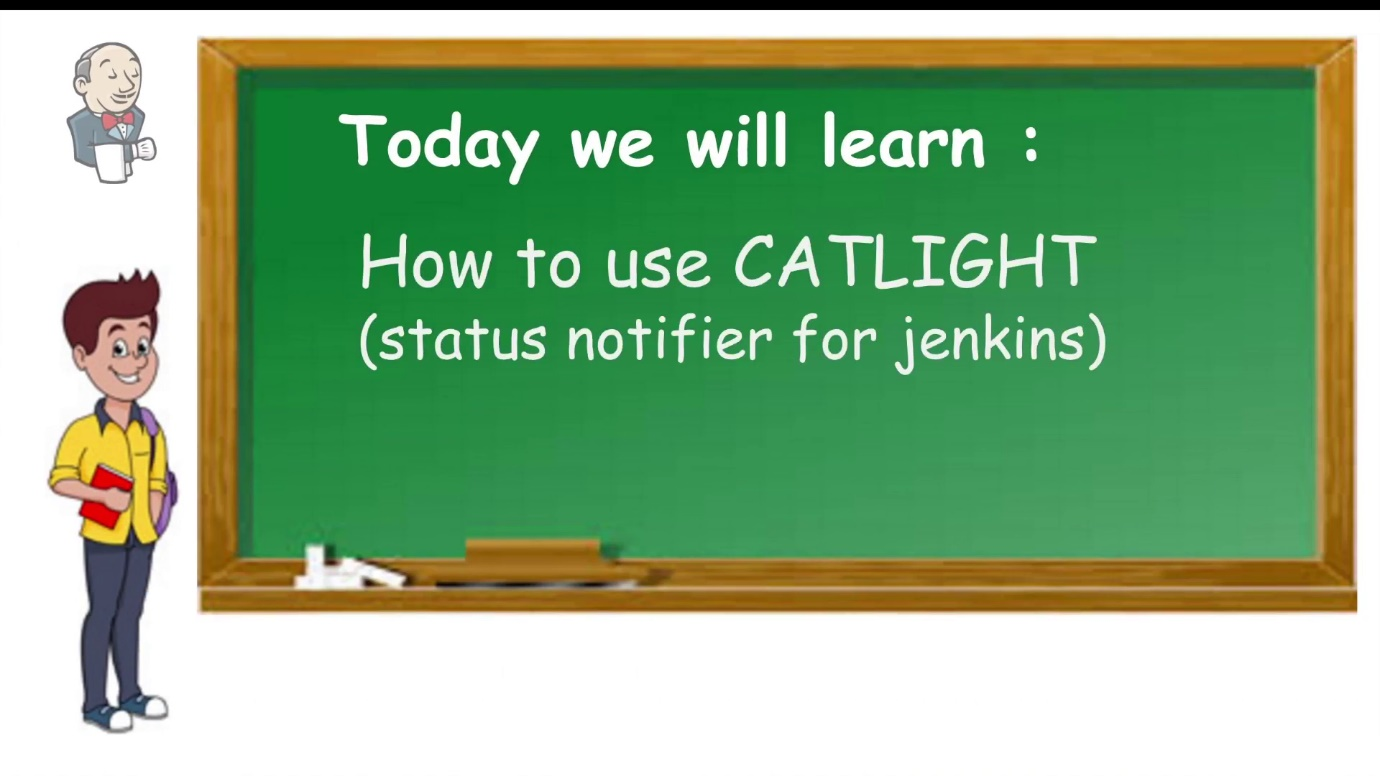 Today we will learn :
How to use CATLIGHT
(status notifier for jenkins)